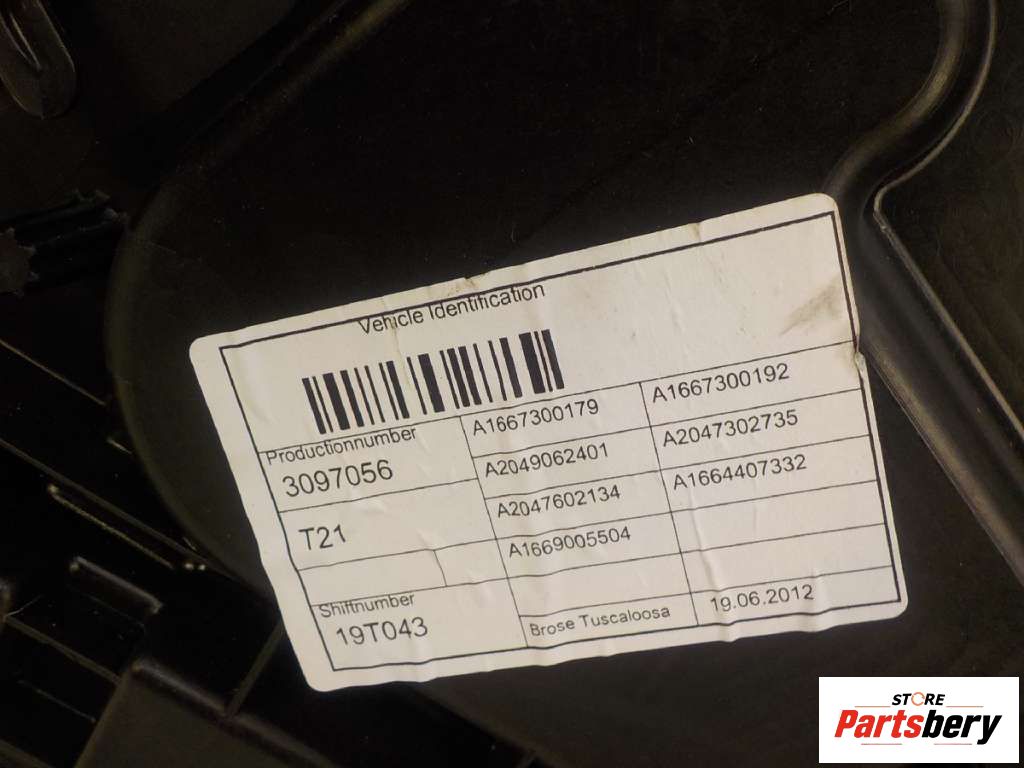 Vehicle Identification
Productionnumber
3097056
T21
Shiftnumber
19T043
A1667300179
A1667300192
A2049062401
A2047302735
A2047602134
A1664407332
A1669005504
Brose Tuscaloosa
19.06.2012
STORE
Partsbery